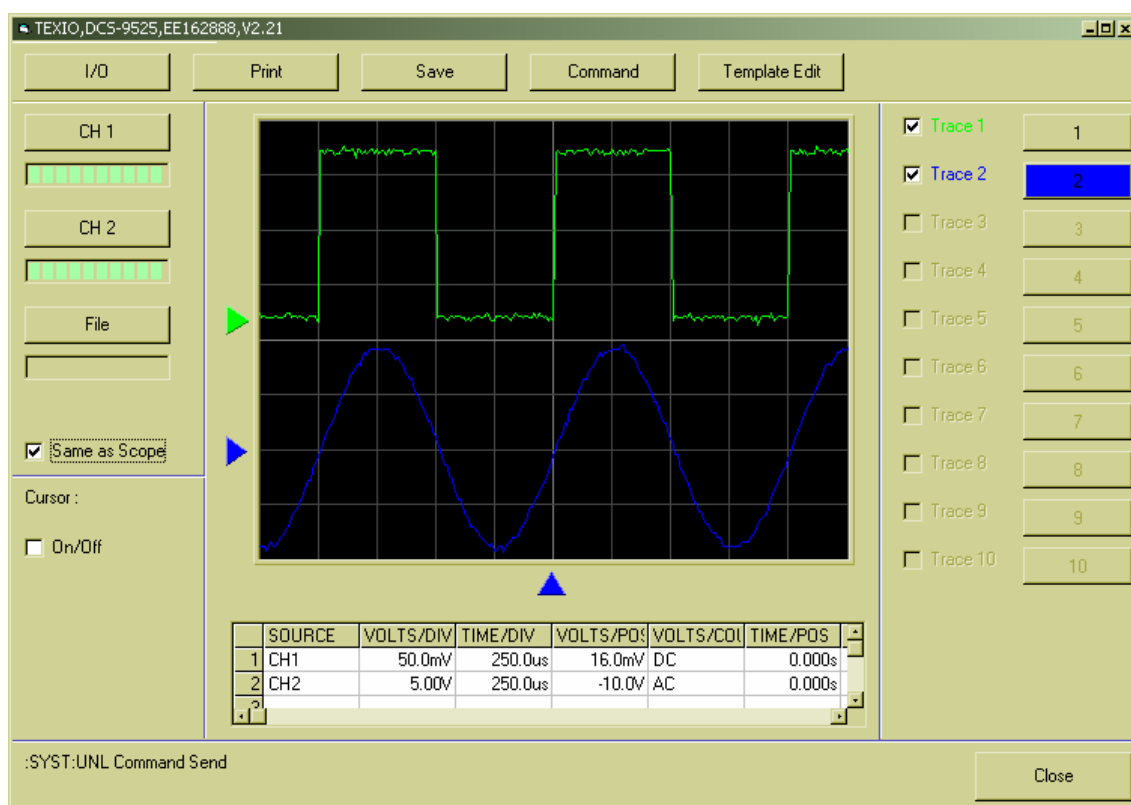 TEXIO,DCS-9525,EE162888,V2.21
I/O Print Save Command Template Edit
CH 1
CH 2
File
Same as Scope
Cursor :
On/Off
Trace 1 1
Trace 2 2
Trace 3 3
Trace 4 4
Trace 5 5
Trace 6 6
Trace 7 7
Trace 8 8
Trace 9 9
Trace 10 10
SOURCE VOLTS/DIV TIME/DIV VOLTS/POS VOLTS/COU TIME/POS
1 CH1 50.0mV 250.0us 16.0mV DC 0.000s
2 CH2 5.00V 250.0us -10.0V AC 0.000s
3
:SYST:UNL Command Send
Close